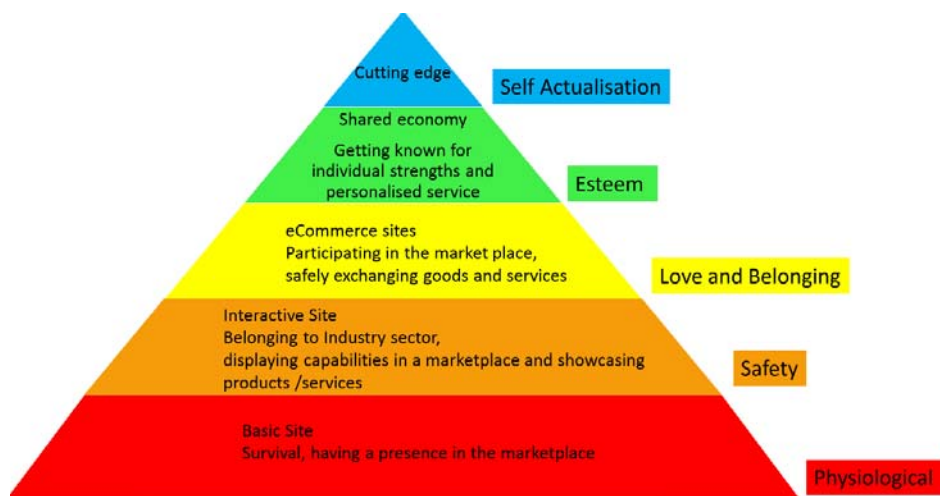 Cutting edge
Self Actualisation
Shared economy
Getting known for
individual strengths and
personalised service
Esteem
eCommerce sites
Participating in the market place,
safely exchanging goods and services
Love and Belonging
Interactive Site
Belonging to Industry sector,
displaying capabilities in a marketplace and showcasing
products /services
Safety
Basic Site
Survival, having a presence in the marketplace
Physiological